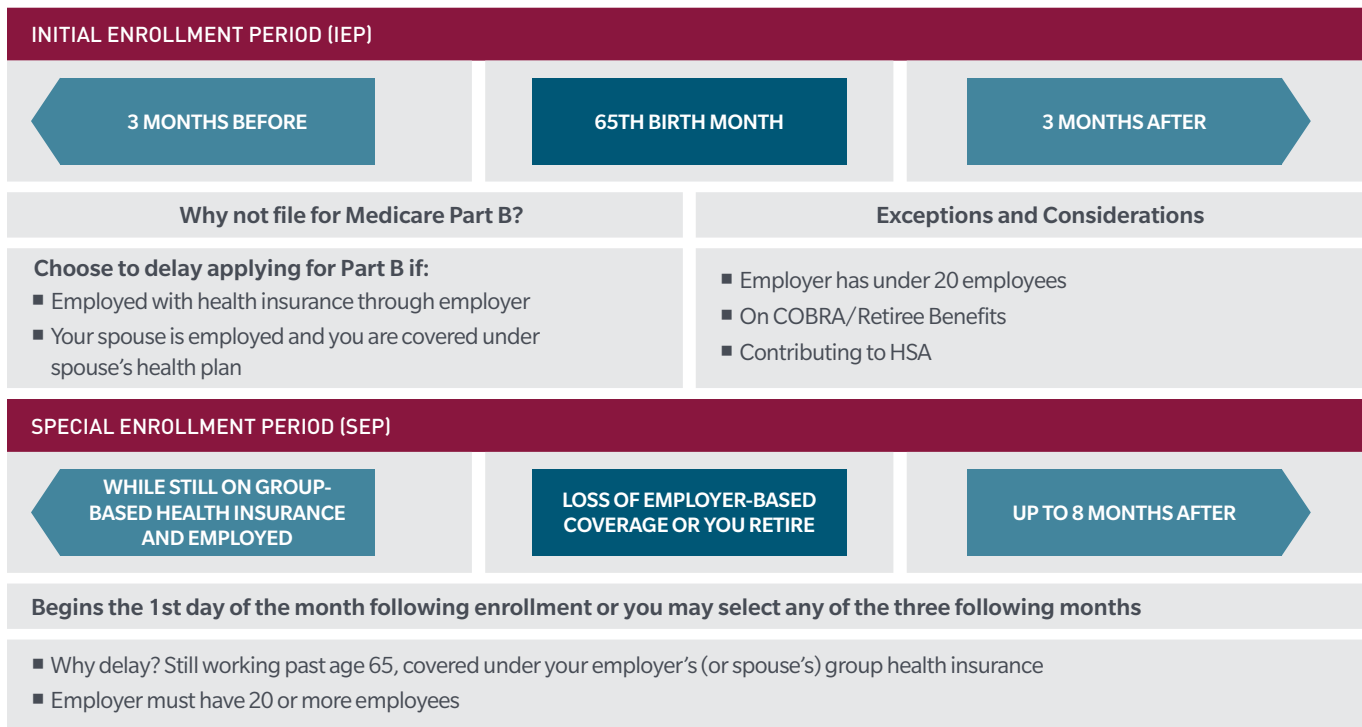 INITIAL ENROLLMENT PERIOD (IEP)
3 MONTHS BEFORE
65TH BIRTH MONTH
3 MONTHS AFTER
Why not file for Medicare Part B?
Exceptions and Considerations
Choose to delay applying for Part B if:
■ Employed with health insurance through employer
■ Your spouse is employed and you are covered under
spouse's health plan
■ Employer has under 20 employees
■ On COBRA/Retiree Benefits
■ Contributing to HSA
SPECIAL ENROLLMENT PERIOD (SEP)
WHILE STILL ON GROUP-
BASED HEALTH INSURANCE
AND EMPLOYED
LOSS OF EMPLOYER-BASED
COVERAGE OR YOU RETIRE
UP TO 8 MONTHS AFTER
Begins the 1st day of the month following enrollment or you may select any of the three following months
■ Why delay? Still working past age 65, covered under your employer's (or spouse's) group health insurance
■ Employer must have 20 or more employees